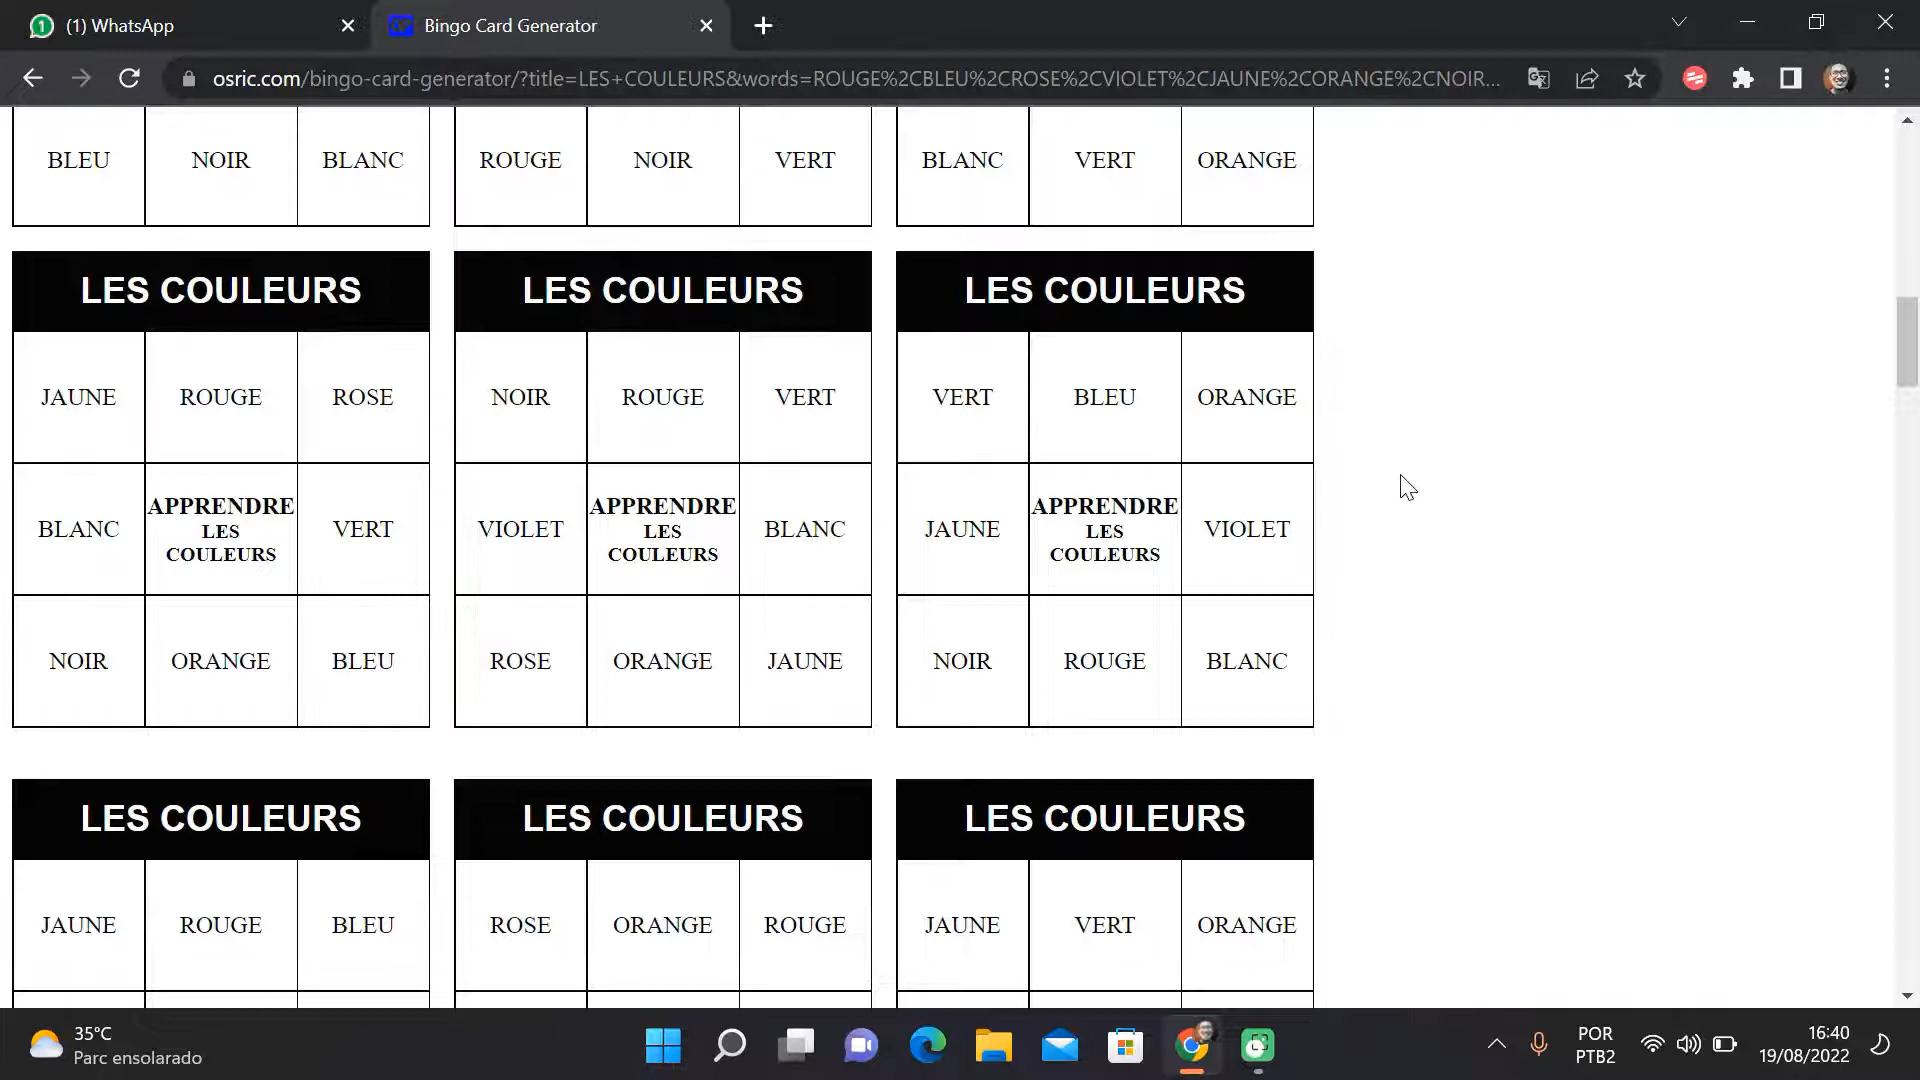 (1) WhatsApp
Bingo Card Generator
osric.com/bingo-card-generator/?title=LES+COULEURS&words=ROUGE%2CBLEU%2CROSE%2CVIOLET%2CJAUNE%2CORANGE%2CNOIR...
BLEU NOIR BLANC ROUGE NOIR VERT BLANC VERT ORANGE
LES COULEURS LES COULEURS LES COULEURS
JAUNE ROUGE ROSE NOIR ROUGE VERT VERT BLEU ORANGE
BLANC APPRENDRE LES COULEURS VERT VIOLET APPRENDRE LES COULEURS BLANC JAUNE APPRENDRE LES COULEURS VIOLET
NOIR ORANGE BLEU ROSE ORANGE JAUNE NOIR ROUGE BLANC
LES COULEURS LES COULEURS LES COULEURS
JAUNE ROUGE BLEU ROSE ORANGE ROUGE JAUNE VERT ORANGE
35°C
Parc ensolarado
POR
PTB2
16:40
19/08/2022